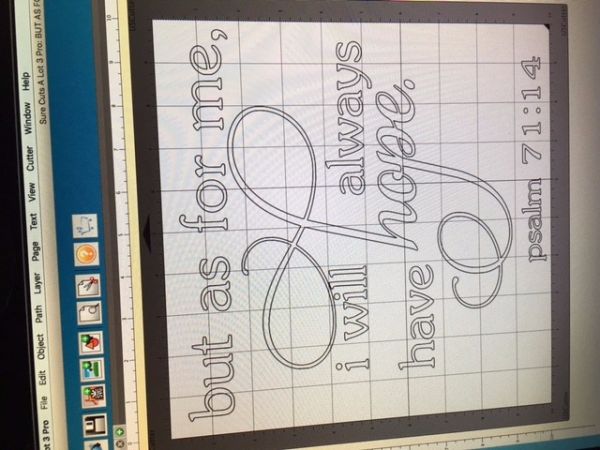 ot 3 Pro File Edit Object Path Layer Page Text View Cutter Window Help
Sure Cuts A Lot 3 Pro: BUT AS FO
but as for me,
i will always
have hope.
psalm 71:14